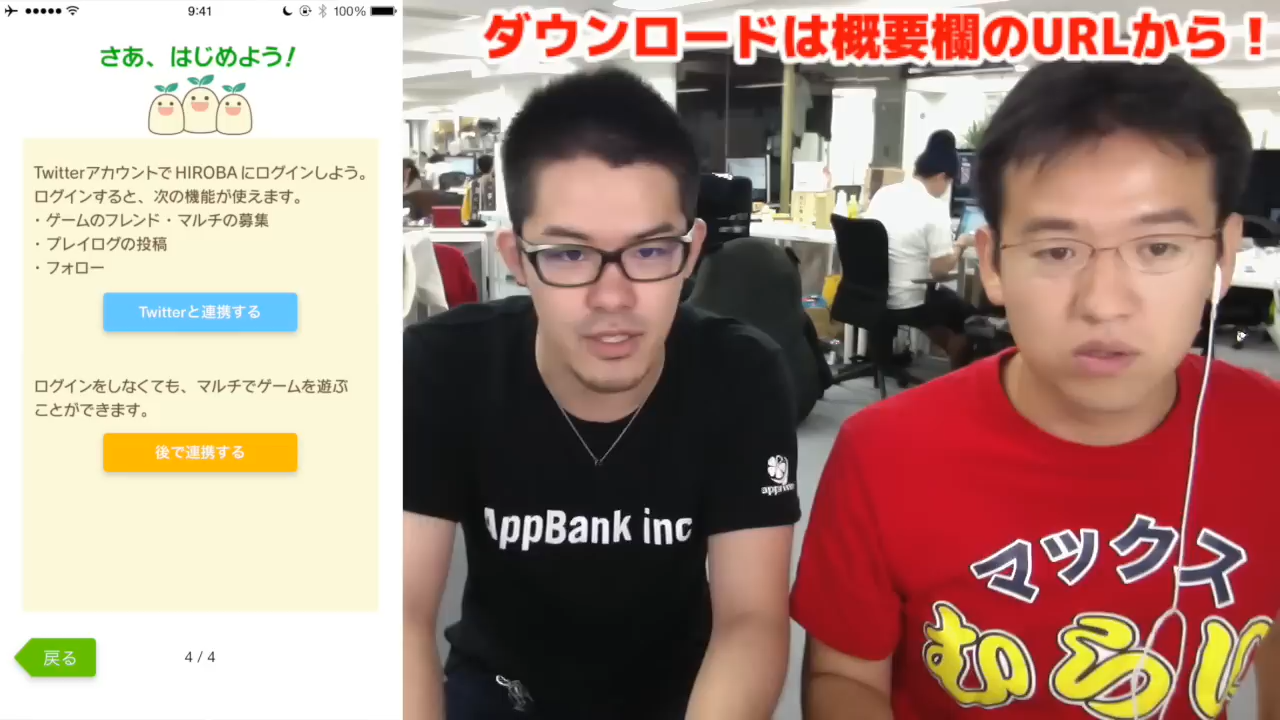 9:41
100%
さあ、はじめよう!
TwitterアカウントでHIROBAにログインしよう。
ログインすると、次の機能が使えます。
・ゲームのフレンド・マルチの募集
・プレイログの投稿
・フォロー
Twitterと連携する
ログインをしなくても、マルチでゲームを遊ぶ
ことができます。
後で連携する
戻る
4 / 4
ダウンロードは概要欄のURLから！
AppBank inc
マックス
むらい